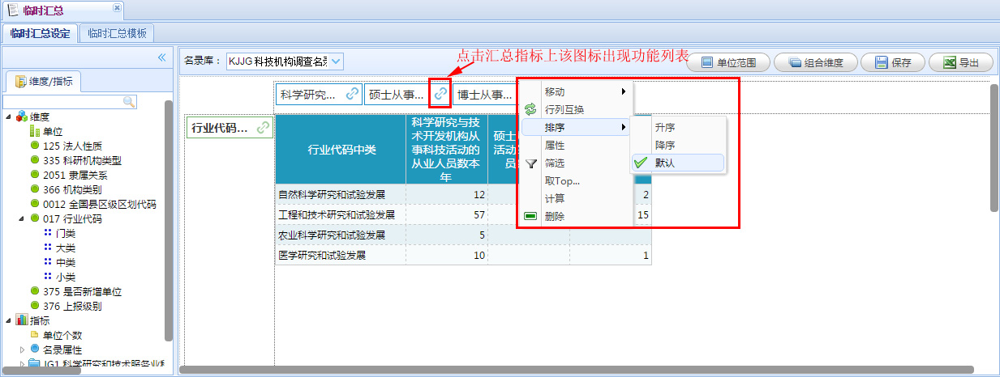 临时汇总
临时汇总设定 临时汇总模板
名录库： KJJG 科技机构调查名录
点击汇总指标上该图标出现功能列表
单位范围 组合维度 保存 导出
维度/指标
维度
单位
125 法人性质
335 科研机构类型
2051 隶属关系
366 机构类别
0012 全国县区级区划代码
017 行业代码
门类
大类
中类
小类
375 是否新增单位
376 上报级别
指标
单位个数
名录属性
JG1 科学研究和技术服务业
科学研究... 硕士从事... 博士从事...
行业代码...
行业代码中类
科学研究与技
术开发机构从
事科技活动的
从业人员数本
年
硕士
活动
员
自然科学研究和试验发展 12 2
工程和技术研究和试验发展 57 15
农业科学研究和试验发展 5
医学研究和试验发展 10 1
移动
行列互换
排序
属性
筛选
取Top...
计算
删除
升序
降序
默认